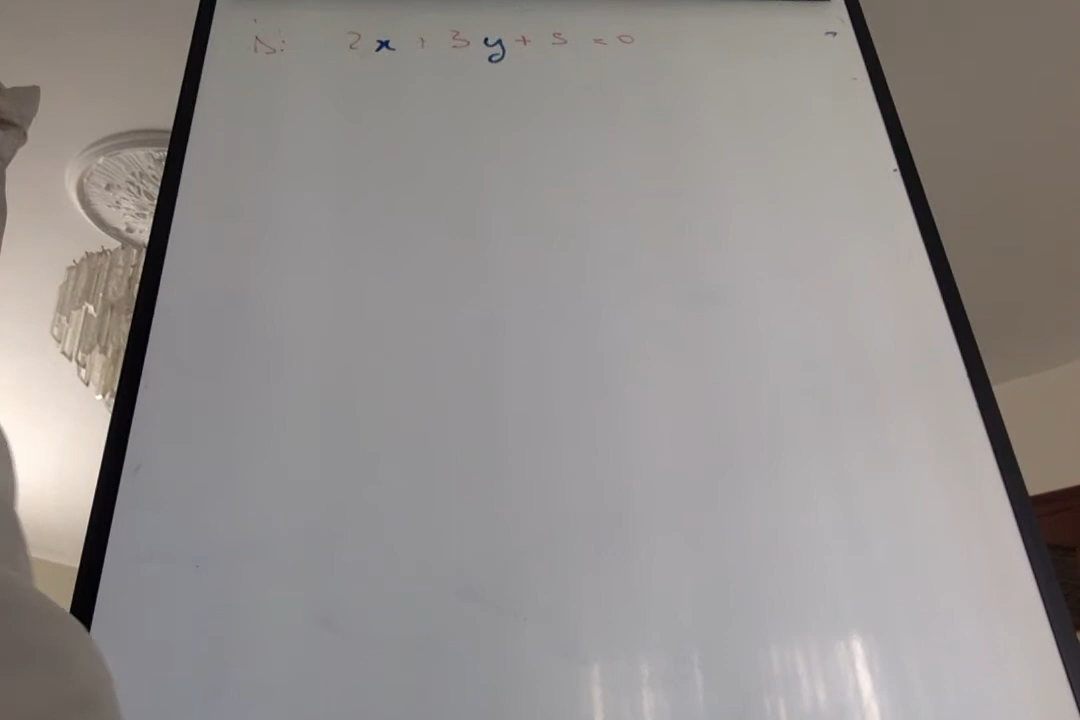 D: 2x + 3y + 5 = 0